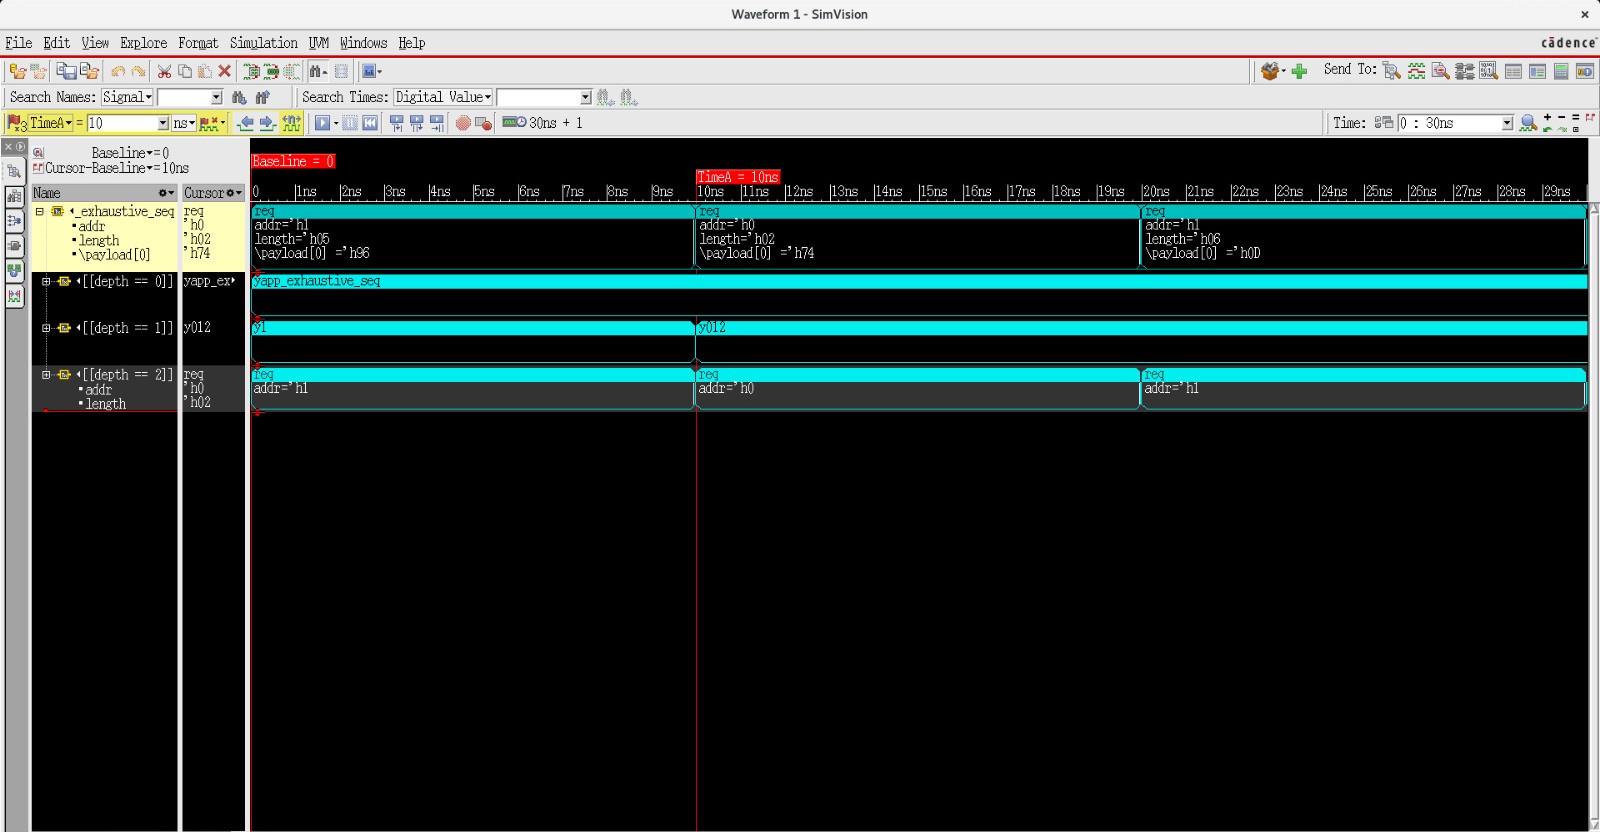 Waveform 1 - SimVision
File Edit View Explore Format Simulation UVM Windows Help
cādence
Send To:
Search Names: Signal
Search Times: Digital Value
TimeA = 10 ns
30ns + 1
Time: 0 : 30ns
Baseline=0
Cursor-Baseline=10ns
Baseline = 0
TimeA = 10ns
Name Cursor
0 1ns 2ns 3ns 4ns 5ns 6ns 7ns 8ns 9ns 10ns 11ns 12ns 13ns 14ns 15ns 16ns 17ns 18ns 19ns 20ns 21ns 22ns 23ns 24ns 25ns 26ns 27ns 28ns 29ns
_exhaustive_seq req req req req
addr 'h0 addr='h1 addr='h0 addr='h1
length 'h02 length='h05 length='h02 length='h06
\payload[0] 'h74 \payload[0] ='h96 \payload[0] ='h74 \payload[0] ='h0D
[[depth == 0]] yapp_ex yapp_exhaustive_seq
[[depth == 1]] y012 y1 y012
[[depth == 2]] req req req req
addr 'h0 addr='h1 addr='h0 addr='h1
length 'h02